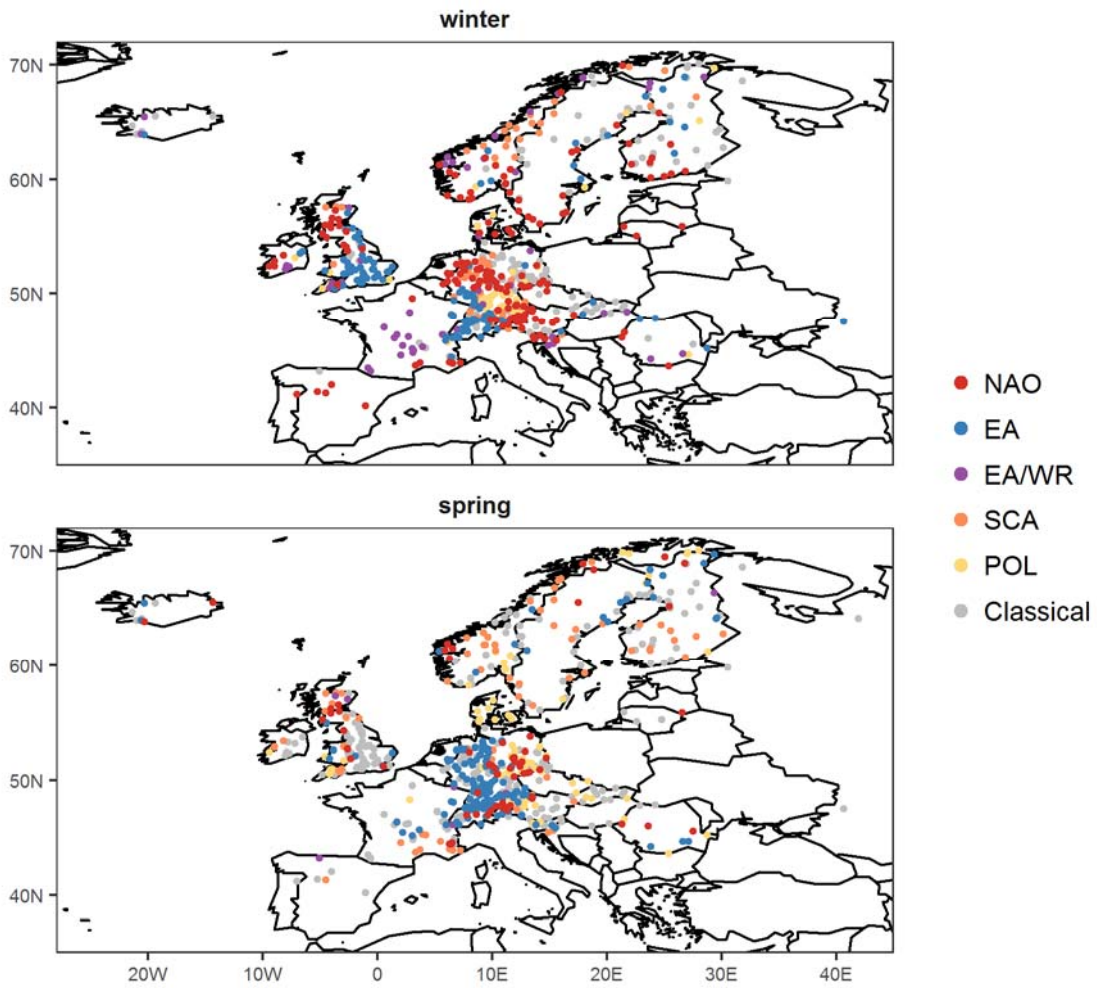 winter
70N
60N
50N
40N
NAO
EA
EA/WR
SCA
POL
Classical
spring
70N
60N
50N
40N
20W
10W
0
10E
20E
30E
40E